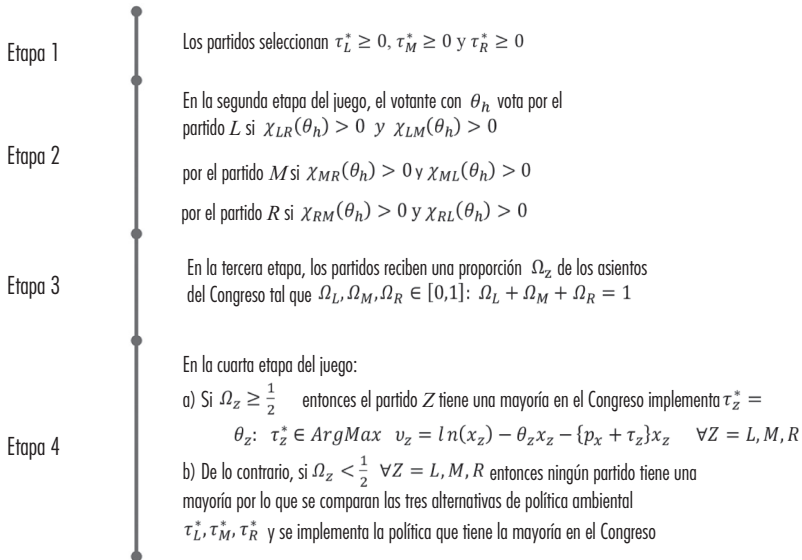 Etapa 1
Los partidos seleccionan τ*_L ≥ 0, τ*_M ≥ 0 y τ*_R ≥ 0
Etapa 2
En la segunda etapa del juego, el votante con θ_h vota por el
partido L si χ_LR(θ_h) > 0 y χ_LM(θ_h) > 0
por el partido M si χ_MR(θ_h) > 0 y χ_ML(θ_h) > 0
por el partido R si χ_RM(θ_h) > 0 y χ_RL(θ_h) > 0
Etapa 3
En la tercera etapa, los partidos reciben una proporción Ω_z de los asientos
del Congreso tal que Ω_L, Ω_M, Ω_R ∈ [0,1]: Ω_L + Ω_M + Ω_R = 1
Etapa 4
En la cuarta etapa del juego:
a) Si Ω_z ≥ 1/2 entonces el partido Z tiene una mayoría en el Congreso implementa τ*_z =
θ_z: τ*_z ∈ ArgMax υ_z = ln(x_z) − θ_z x_z − {p_x + τ_z}x_z ∀Z = L, M, R
b) De lo contrario, si Ω_z < 1/2 ∀Z = L, M, R entonces ningún partido tiene una
mayoría por lo que se comparan las tres alternativas de política ambiental
τ*_L, τ*_M, τ*_R y se implementa la política que tiene la mayoría en el Congreso